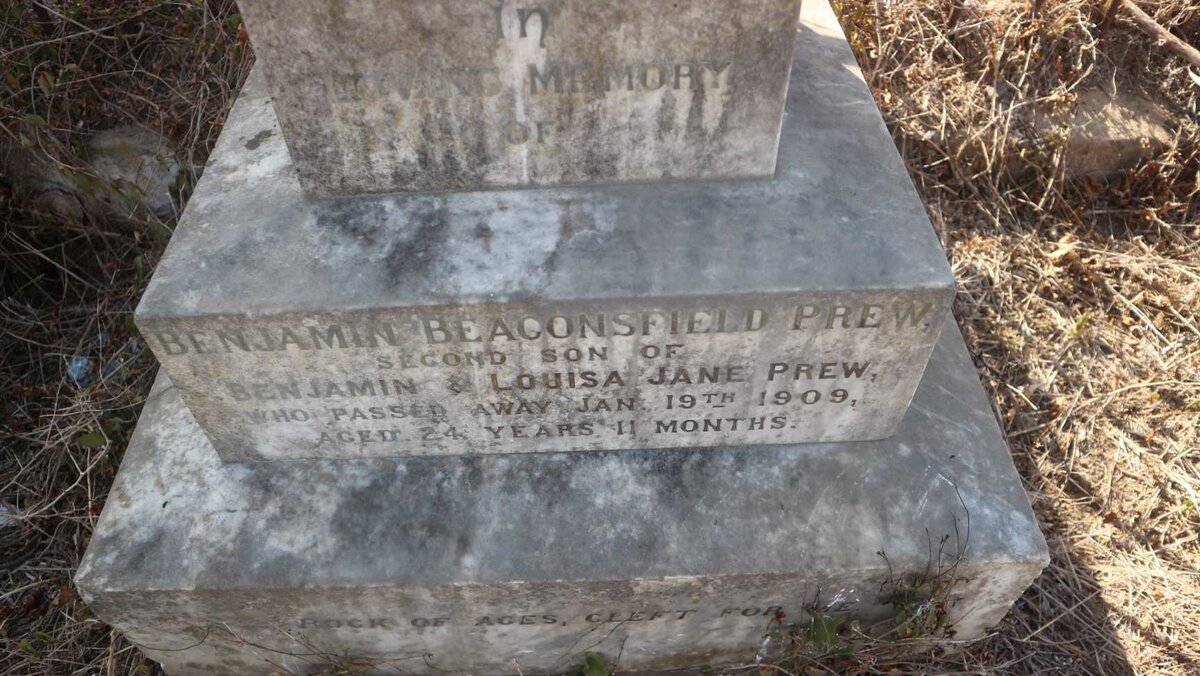 In
LOVING MEMORY
OF
BENJAMIN BEACONSFIELD PREW,
SECOND SON OF
BENJAMIN & LOUISA JANE PREW,
WHO PASSED AWAY JAN. 19TH 1909,
AGED 24 YEARS 11 MONTHS.
ROCK OF AGES, CLEFT FOR ME